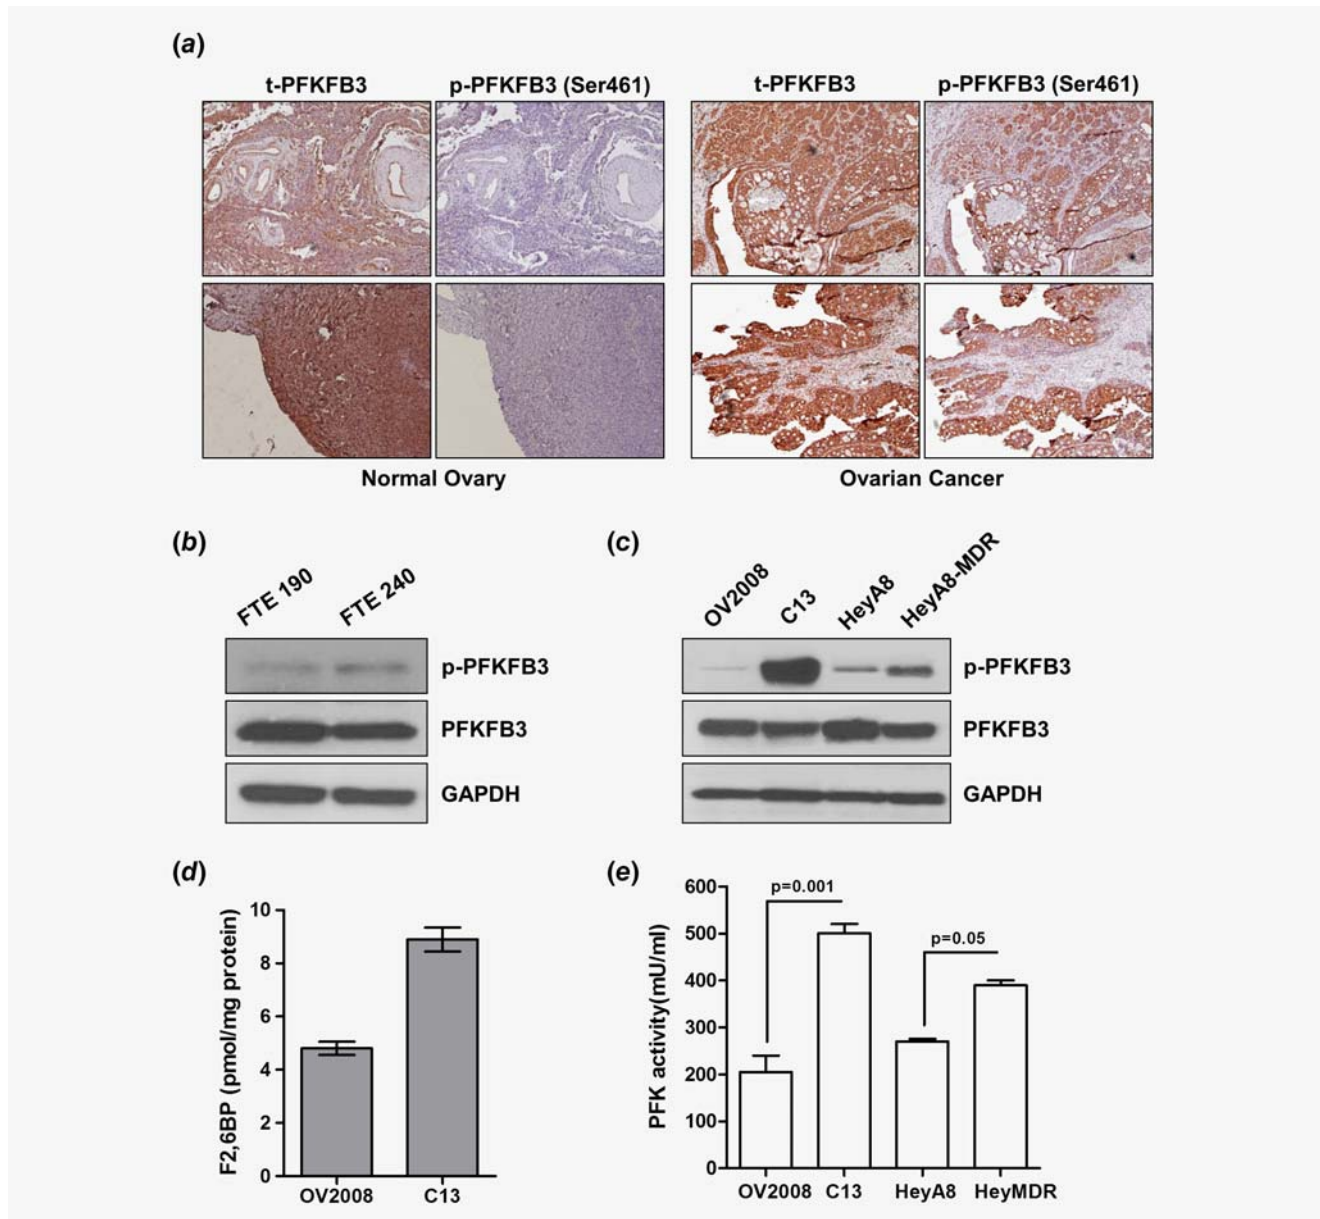 (a)
t-PFKFB3 p-PFKFB3 (Ser461) t-PFKFB3 p-PFKFB3 (Ser461)
Normal Ovary Ovarian Cancer
(b)
FTE 190 FTE 240
p-PFKFB3
PFKFB3
GAPDH
(c)
OV2008 C13 HeyA8 HeyA8-MDR
p-PFKFB3
PFKFB3
GAPDH
(d)
F2,6BP (pmol/mg protein)
10
8
6
4
2
0
OV2008 C13
(e)
PFK activity(mU/ml)
600
500
400
300
200
100
0
p=0.001
p=0.05
OV2008 C13 HeyA8 HeyMDR